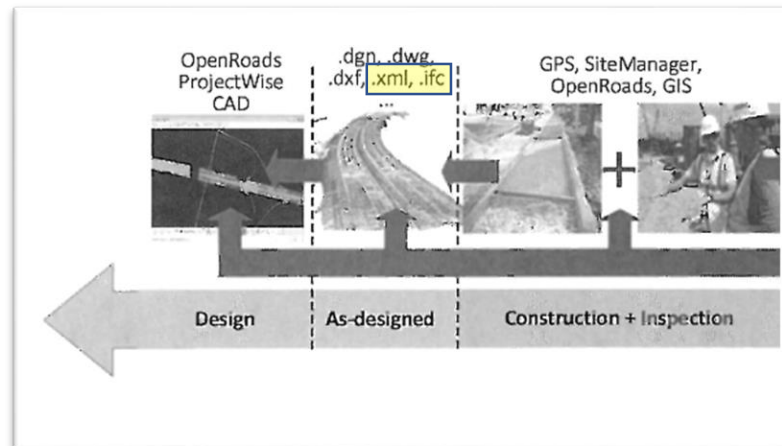 OpenRoads
ProjectWise
CAD
.dgn, .dwg,
.dxf, .xml, .ifc
...
GPS, SiteManager,
OpenRoads, GIS
+
Design
As-designed
Construction + Inspection